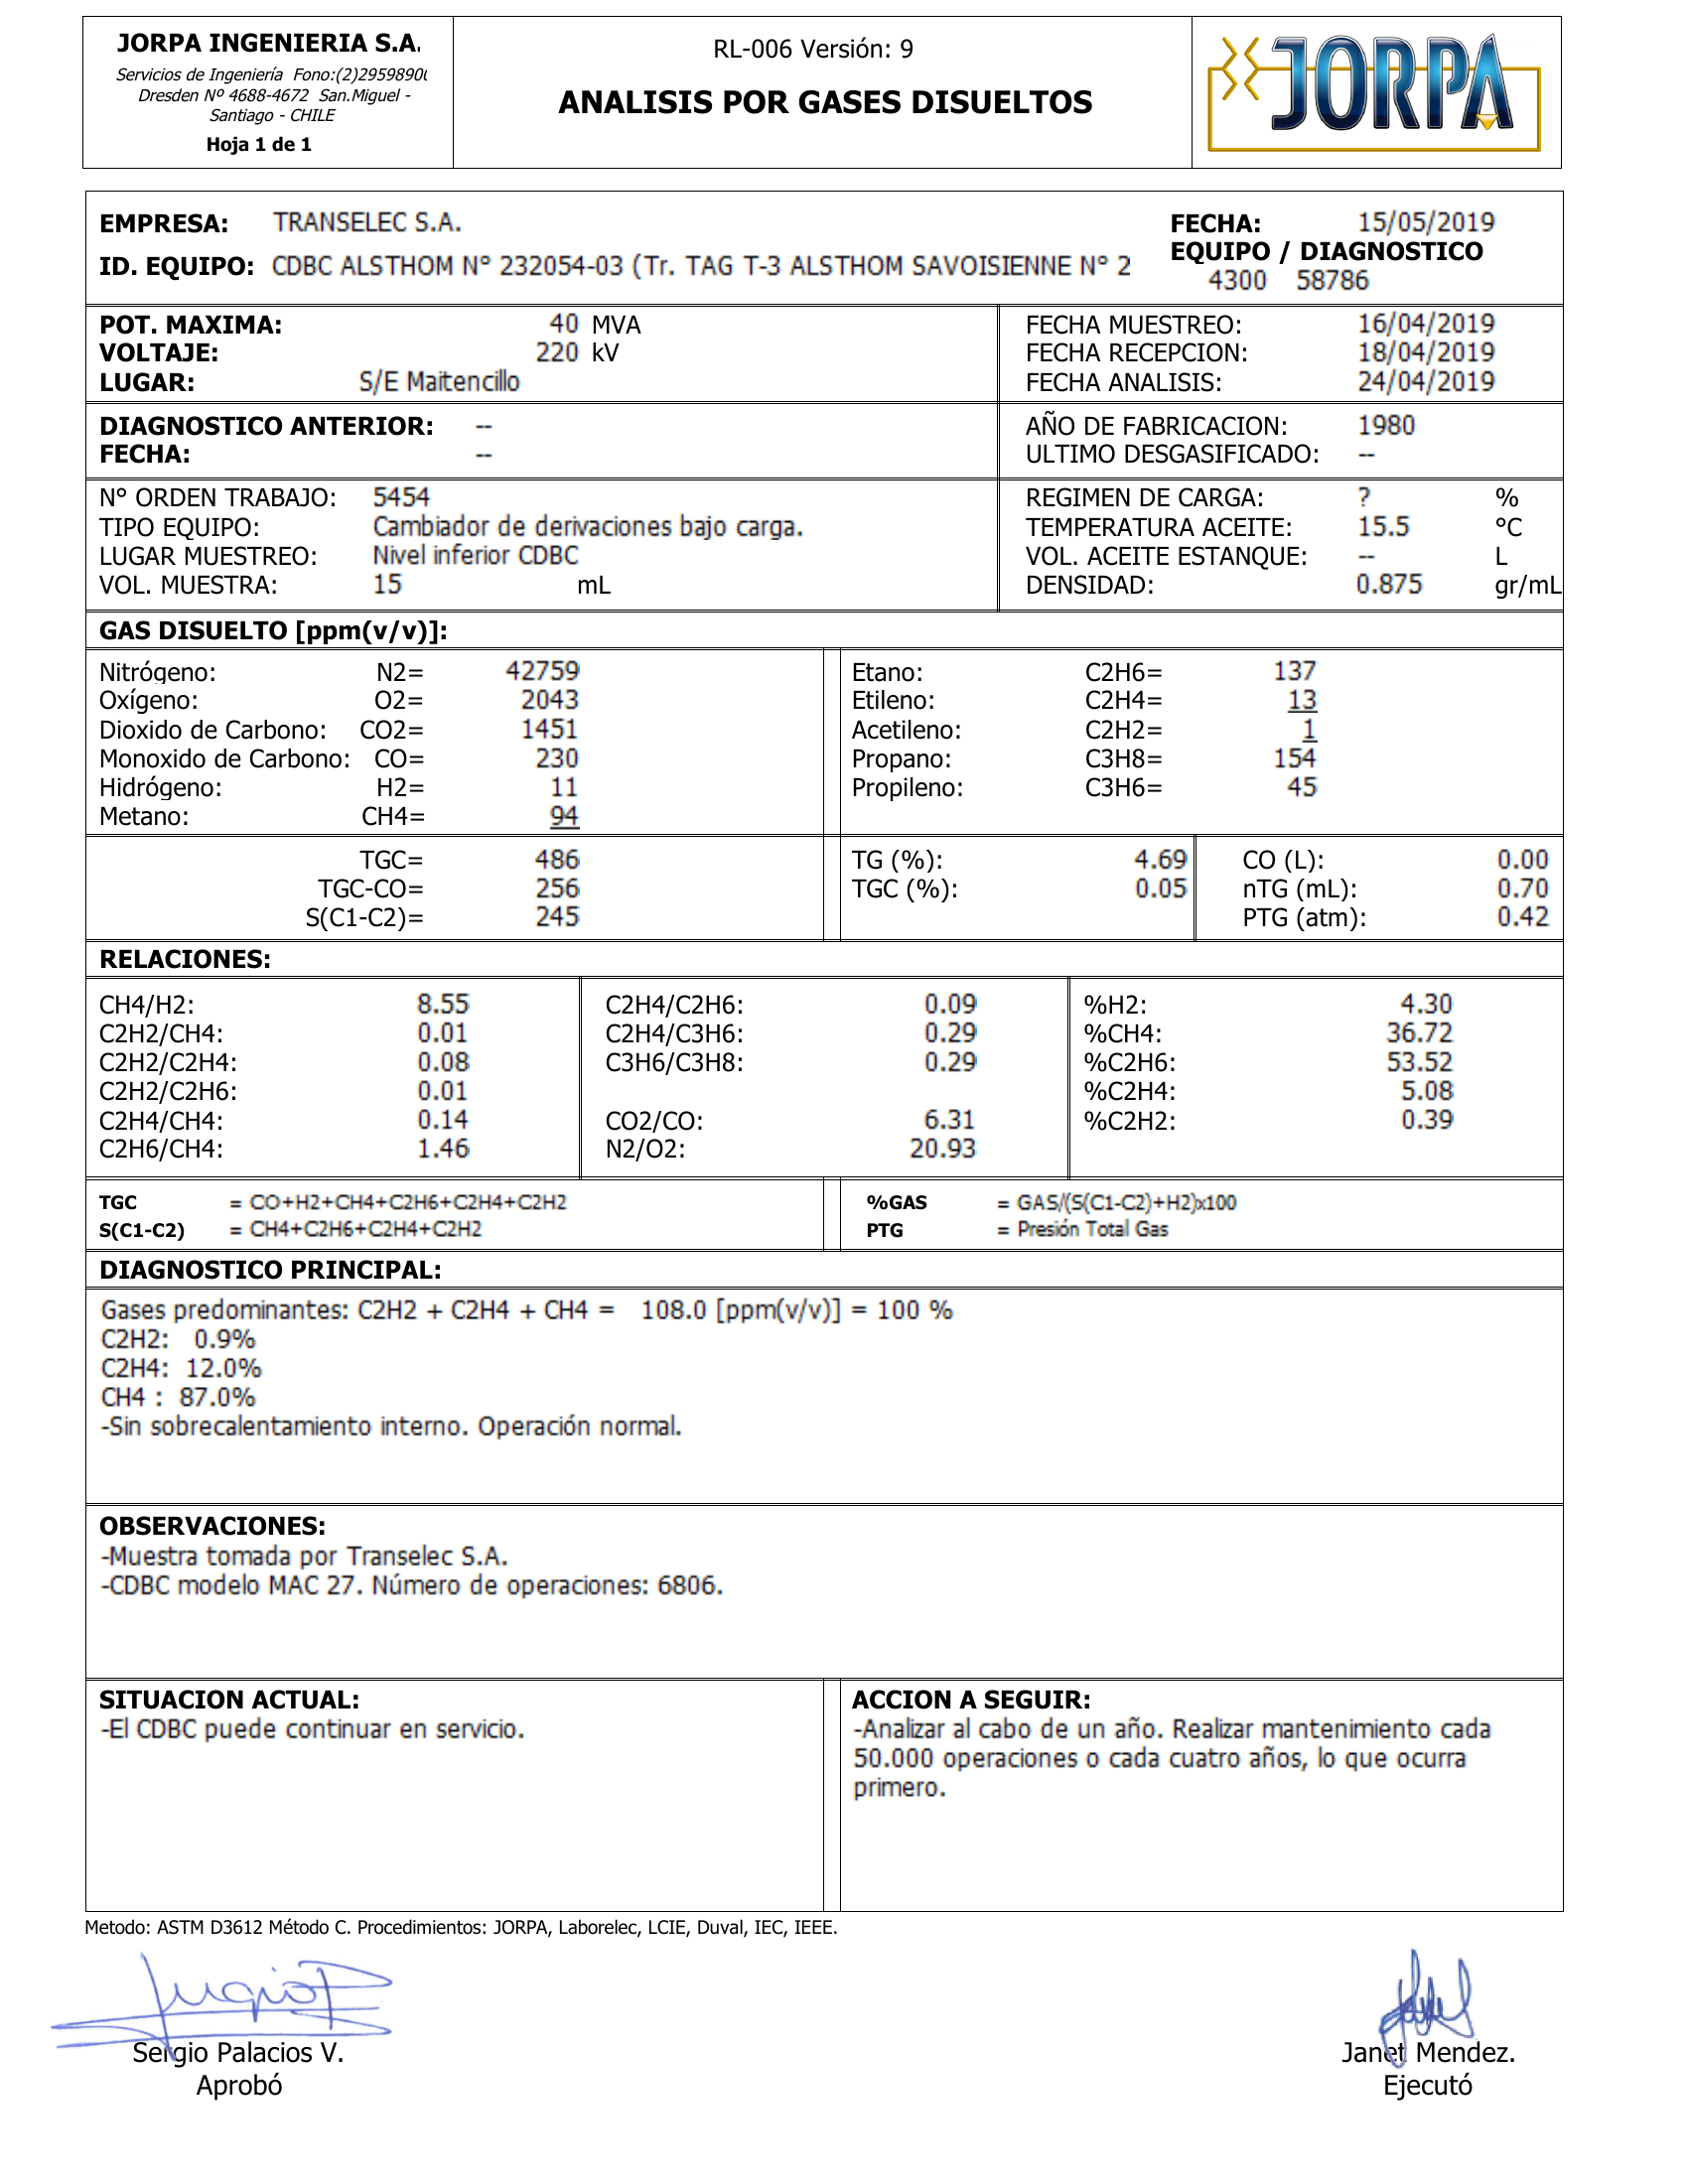 JORPA INGENIERIA S.A.
Servicios de Ingeniería Fono:(2)2959890
Dresden Nº 4688-4672 San.Miguel -
Santiago - CHILE
Hoja 1 de 1
RL-006 Versión: 9
ANALISIS POR GASES DISUELTOS
JORPA
EMPRESA: TRANSELEC S.A.
FECHA: 15/05/2019
ID. EQUIPO: CDBC ALSTHOM N° 232054-03 (Tr. TAG T-3 ALSTHOM SAVOISIENNE N° 2
EQUIPO / DIAGNOSTICO
4300 58786
POT. MAXIMA: 40 MVA
VOLTAJE: 220 kV
LUGAR: S/E Maitencillo
FECHA MUESTREO: 16/04/2019
FECHA RECEPCION: 18/04/2019
FECHA ANALISIS: 24/04/2019
DIAGNOSTICO ANTERIOR: --
FECHA: --
AÑO DE FABRICACION: 1980
ULTIMO DESGASIFICADO: --
N° ORDEN TRABAJO: 5454
TIPO EQUIPO: Cambiador de derivaciones bajo carga.
LUGAR MUESTREO: Nivel inferior CDBC
VOL. MUESTRA: 15 mL
REGIMEN DE CARGA: ? %
TEMPERATURA ACEITE: 15.5 °C
VOL. ACEITE ESTANQUE: -- L
DENSIDAD: 0.875 gr/mL
GAS DISUELTO [ppm(v/v)]:
Nitrógeno: N2= 42759
Oxígeno: O2= 2043
Dioxido de Carbono: CO2= 1451
Monoxido de Carbono: CO= 230
Hidrógeno: H2= 11
Metano: CH4= 94
Etano: C2H6= 137
Etileno: C2H4= 13
Acetileno: C2H2= 1
Propano: C3H8= 154
Propileno: C3H6= 45
TGC= 486
TGC-CO= 256
S(C1-C2)= 245
TG (%): 4.69
TGC (%): 0.05
CO (L): 0.00
nTG (mL): 0.70
PTG (atm): 0.42
RELACIONES:
CH4/H2: 8.55
C2H2/CH4: 0.01
C2H2/C2H4: 0.08
C2H2/C2H6: 0.01
C2H4/CH4: 0.14
C2H6/CH4: 1.46
C2H4/C2H6: 0.09
C2H4/C3H6: 0.29
C3H6/C3H8: 0.29
CO2/CO: 6.31
N2/O2: 20.93
%H2: 4.30
%CH4: 36.72
%C2H6: 53.52
%C2H4: 5.08
%C2H2: 0.39
TGC = CO+H2+CH4+C2H6+C2H4+C2H2
S(C1-C2) = CH4+C2H6+C2H4+C2H2
%GAS = GAS/(S(C1-C2)+H2)x100
PTG = Presión Total Gas
DIAGNOSTICO PRINCIPAL:
Gases predominantes: C2H2 + C2H4 + CH4 = 108.0 [ppm(v/v)] = 100 %
C2H2: 0.9%
C2H4: 12.0%
CH4 : 87.0%
-Sin sobrecalentamiento interno. Operación normal.
OBSERVACIONES:
-Muestra tomada por Transelec S.A.
-CDBC modelo MAC 27. Número de operaciones: 6806.
SITUACION ACTUAL:
-El CDBC puede continuar en servicio.
ACCION A SEGUIR:
-Analizar al cabo de un año. Realizar mantenimiento cada
50.000 operaciones o cada cuatro años, lo que ocurra
primero.
Metodo: ASTM D3612 Método C. Procedimientos: JORPA, Laborelec, LCIE, Duval, IEC, IEEE.
Sergio Palacios V.
Aprobó
Janet Mendez.
Ejecutó